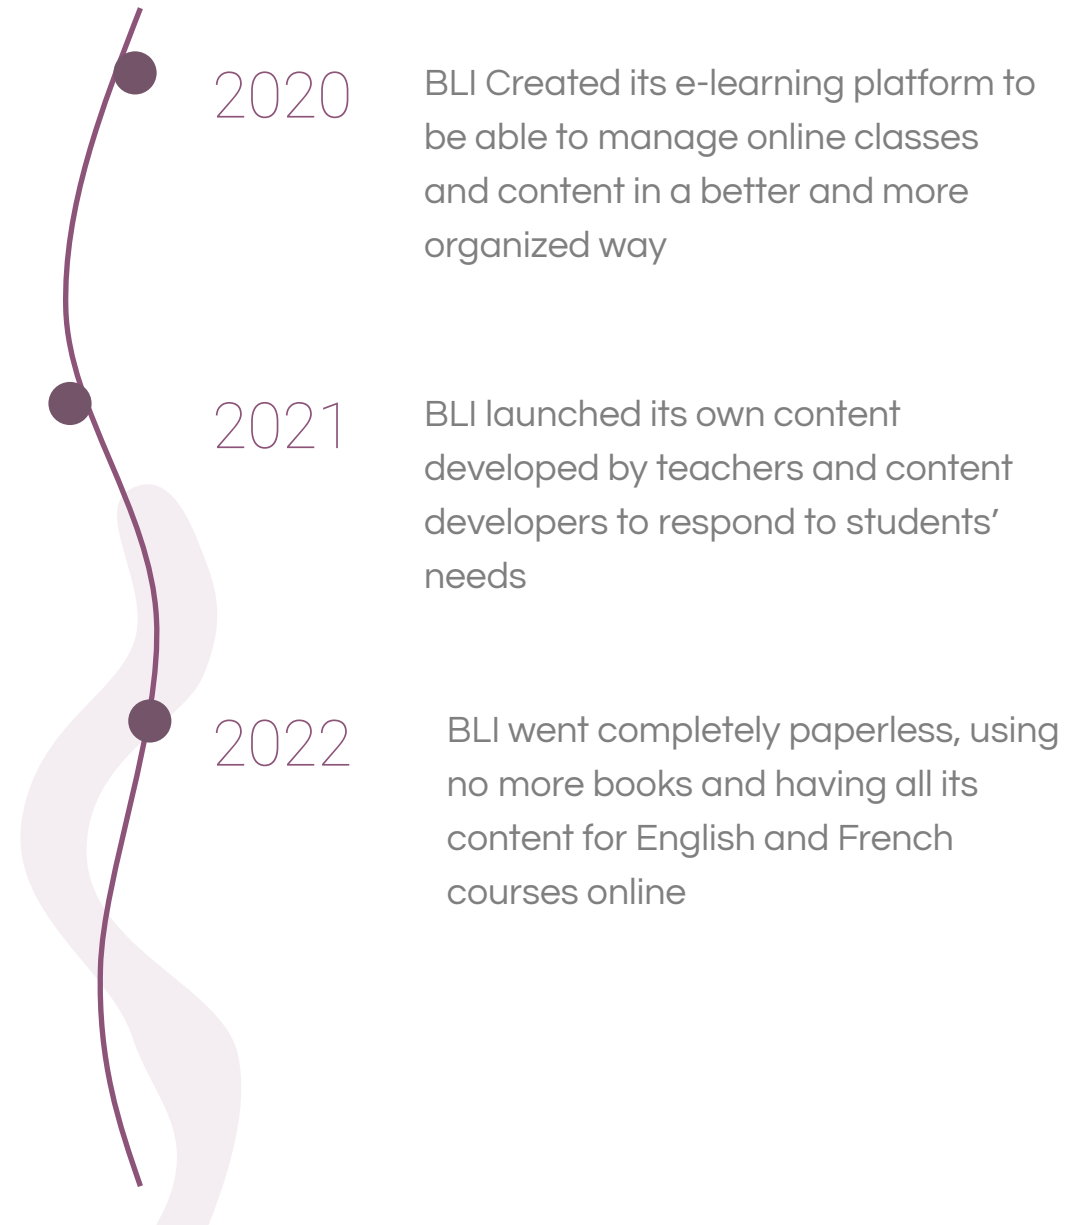 2020
BLI Created its e-learning platform to
be able to manage online classes
and content in a better and more
organized way
2021
BLI launched its own content
developed by teachers and content
developers to respond to students’
needs
2022
BLI went completely paperless, using
no more books and having all its
content for English and French
courses online